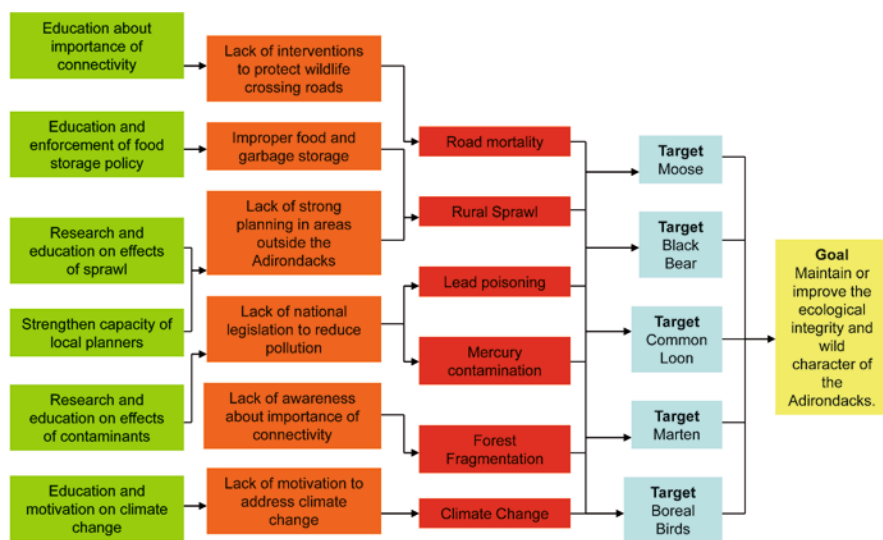 Education about
importance of
connectivity
Education and
enforcement of food
storage policy
Research and
education on effects
of sprawl
Strengthen capacity of
local planners
Research and
education on effects
of contaminants
Education and
motivation on climate
change
Lack of interventions
to protect wildlife
crossing roads
Improper food and
garbage storage
Lack of strong
planning in areas
outside the
Adirondacks
Lack of national
legislation to reduce
pollution
Lack of awareness
about importance of
connectivity
Lack of motivation to
address climate
change
Road mortality
Rural Sprawl
Lead poisoning
Mercury
contamination
Forest
Fragmentation
Climate Change
Target
Moose
Target
Black
Bear
Target
Common
Loon
Target
Marten
Target
Boreal
Birds
Goal
Maintain or
improve the
ecological
integrity and
wild
character of
the
Adirondacks.